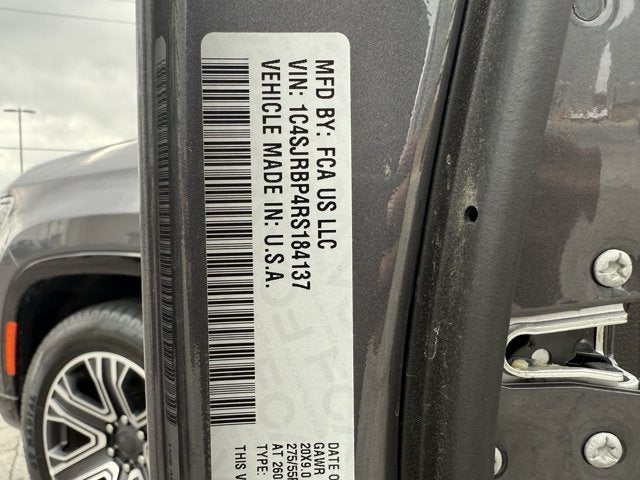 MFD BY: FCA US LLC
VIN: 1C4SJRBP4RS184137
VEHICLE MADE IN: U.S.A.
DATE O
GAWR
20X9.0
275/55
AT 260
TYPE:
THIS V